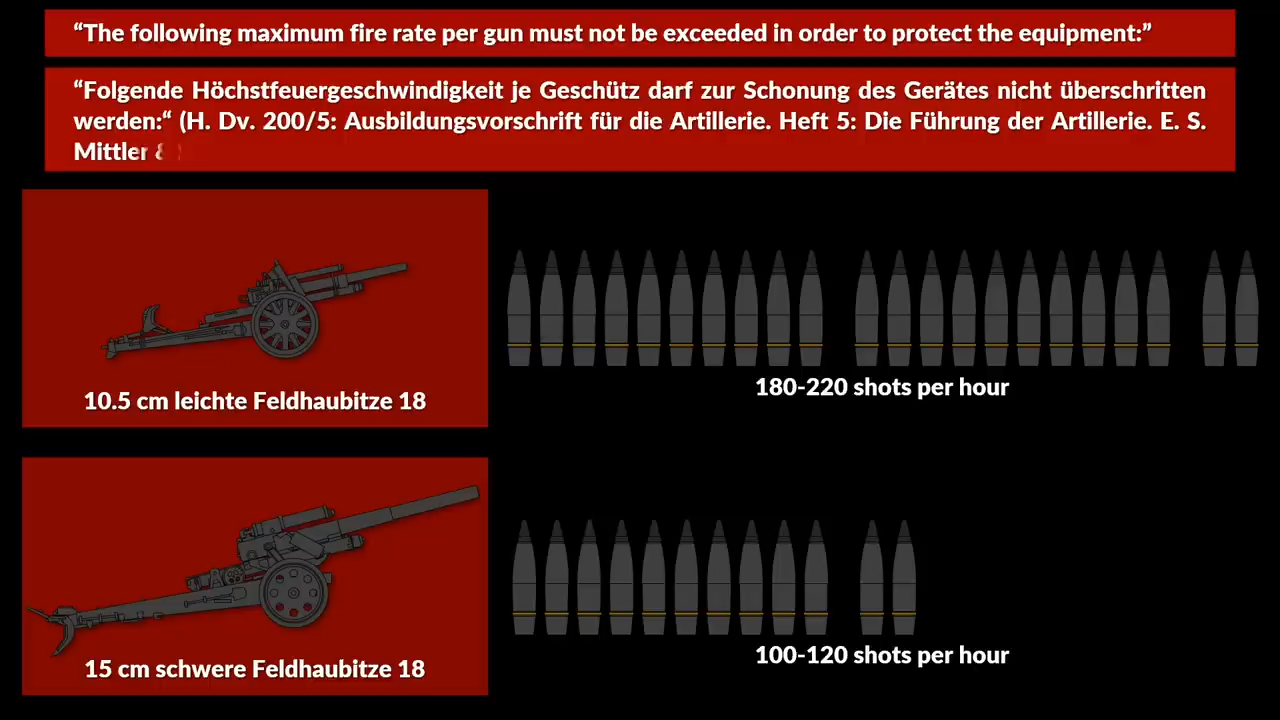 “The following maximum fire rate per gun must not be exceeded in order to protect the equipment:”
“Folgende Höchstfeuergeschwindigkeit je Geschütz darf zur Schonung des Gerätes nicht überschritten
werden:“ (H. Dv. 200/5: Ausbildungsvorschrift für die Artillerie. Heft 5: Die Führung der Artillerie. E. S.
Mittler
10.5 cm leichte Feldhaubitze 18
180-220 shots per hour
15 cm schwere Feldhaubitze 18
100-120 shots per hour